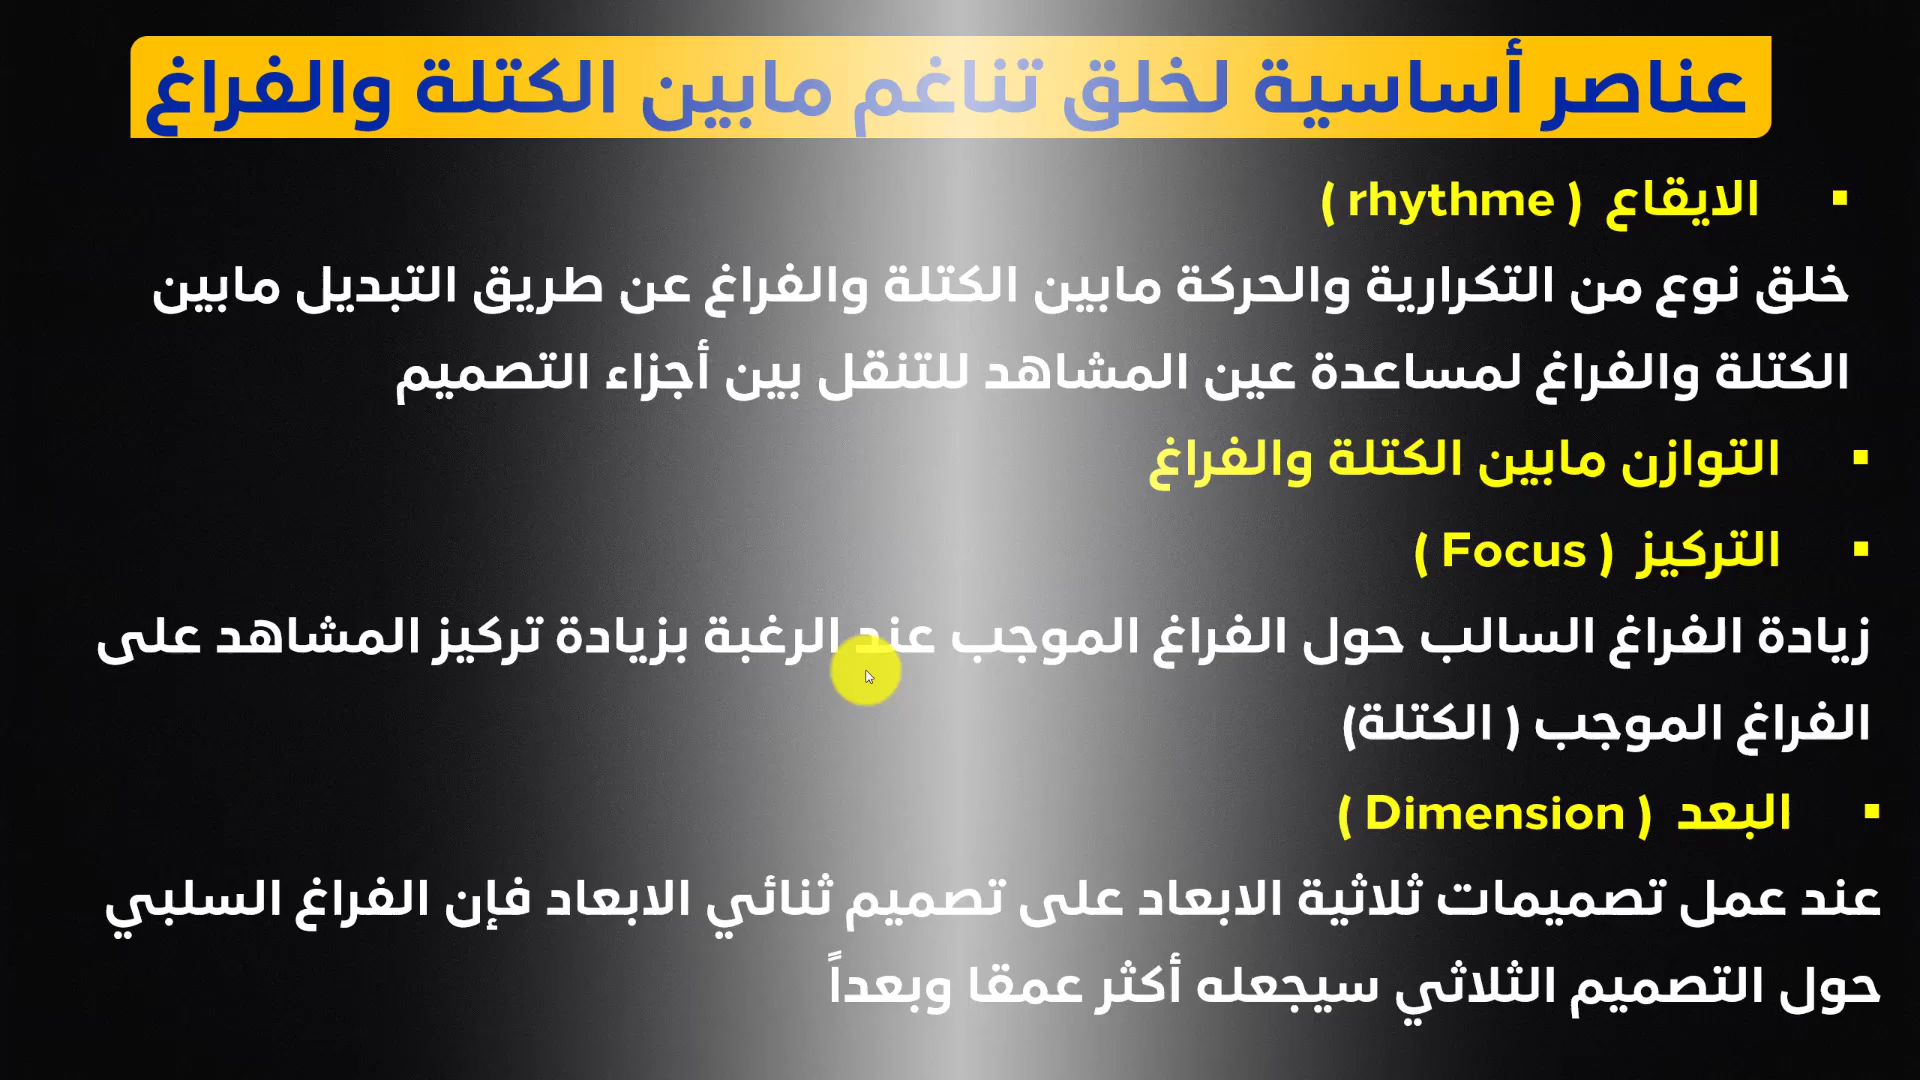 عناصر أساسية لخلق تناغم مابين الكتلة والفراغ
▪ الايقاع ( rhythme )
خلق نوع من التكرارية والحركة مابين الكتلة والفراغ عن طريق التبديل مابين
الكتلة والفراغ لمساعدة عين المشاهد للتنقل بين أجزاء التصميم
▪ التوازن مابين الكتلة والفراغ
▪ التركيز ( Focus )
زيادة الفراغ السالب حول الفراغ الموجب عند الرغبة بزيادة تركيز المشاهد على
الفراغ الموجب ( الكتلة)
▪ البعد ( Dimension )
عند عمل تصميمات ثلاثية الابعاد على تصميم ثنائي الابعاد فإن الفراغ السلبي
حول التصميم الثلاثي سيجعله أكثر عمقا وبعداً